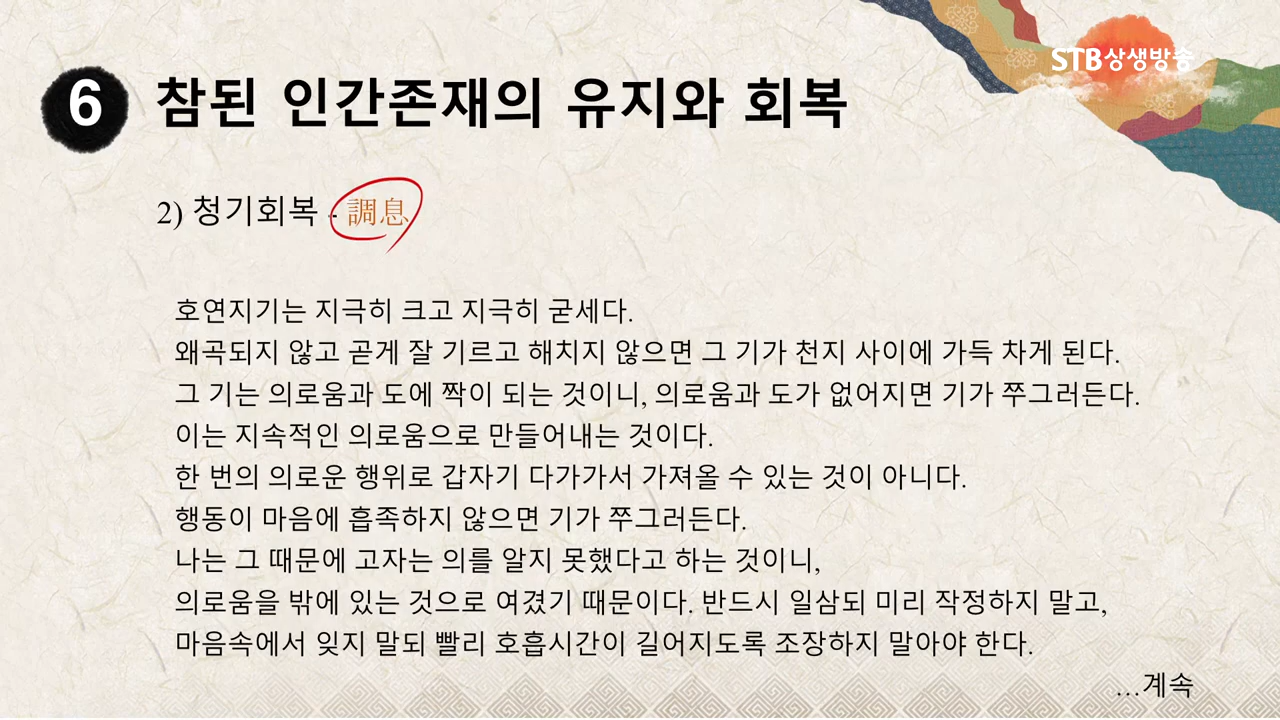 STB상생방송
6 참된 인간존재의 유지와 회복
2) 청기회복 - 調息
호연지기는 지극히 크고 지극히 굳세다.
왜곡되지 않고 곧게 잘 기르고 해치지 않으면 그 기가 천지 사이에 가득 차게 된다.
그 기는 의로움과 도에 짝이 되는 것이니, 의로움과 도가 없어지면 기가 쭈그러든다.
이는 지속적인 의로움으로 만들어내는 것이다.
한 번의 의로운 행위로 갑자기 다가가서 가져올 수 있는 것이 아니다.
행동이 마음에 흡족하지 않으면 기가 쭈그러든다.
나는 그 때문에 고자는 의를 알지 못했다고 하는 것이니,
의로움을 밖에 있는 것으로 여겼기 때문이다. 반드시 일삼되 미리 작정하지 말고,
마음속에서 잊지 말되 빨리 호흡시간이 길어지도록 조장하지 말아야 한다.
…계속